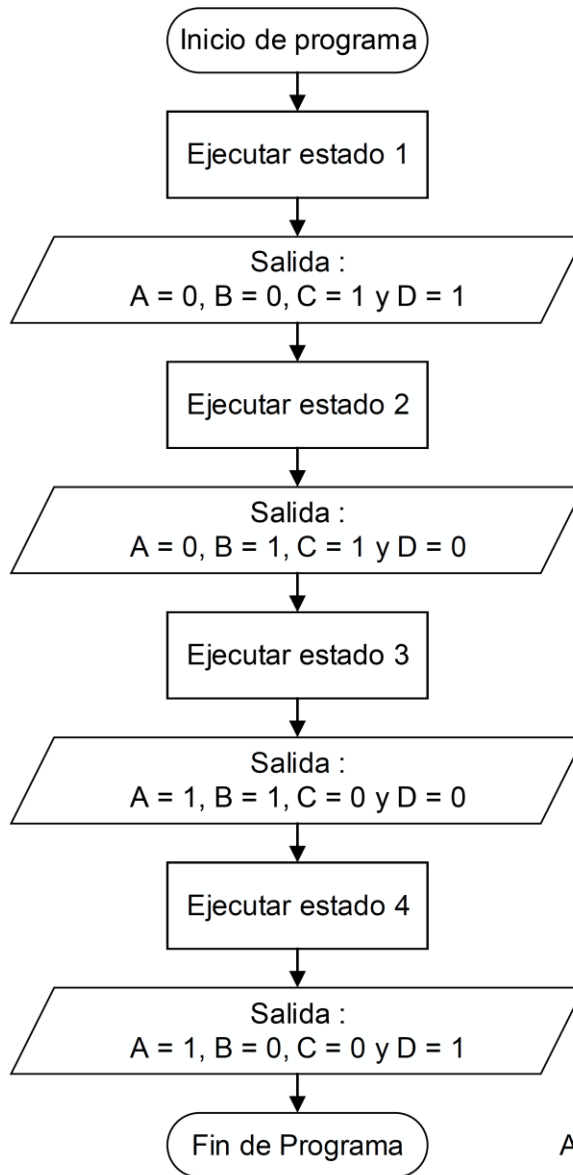 Inicio de programa
Ejecutar estado 1
Salida :
A = 0, B = 0, C = 1 y D = 1
Ejecutar estado 2
Salida :
A = 0, B = 1, C = 1 y D = 0
Ejecutar estado 3
Salida :
A = 1, B = 1, C = 0 y D = 0
Ejecutar estado 4
Salida :
A = 1, B = 0, C = 0 y D = 1
Fin de Programa
A